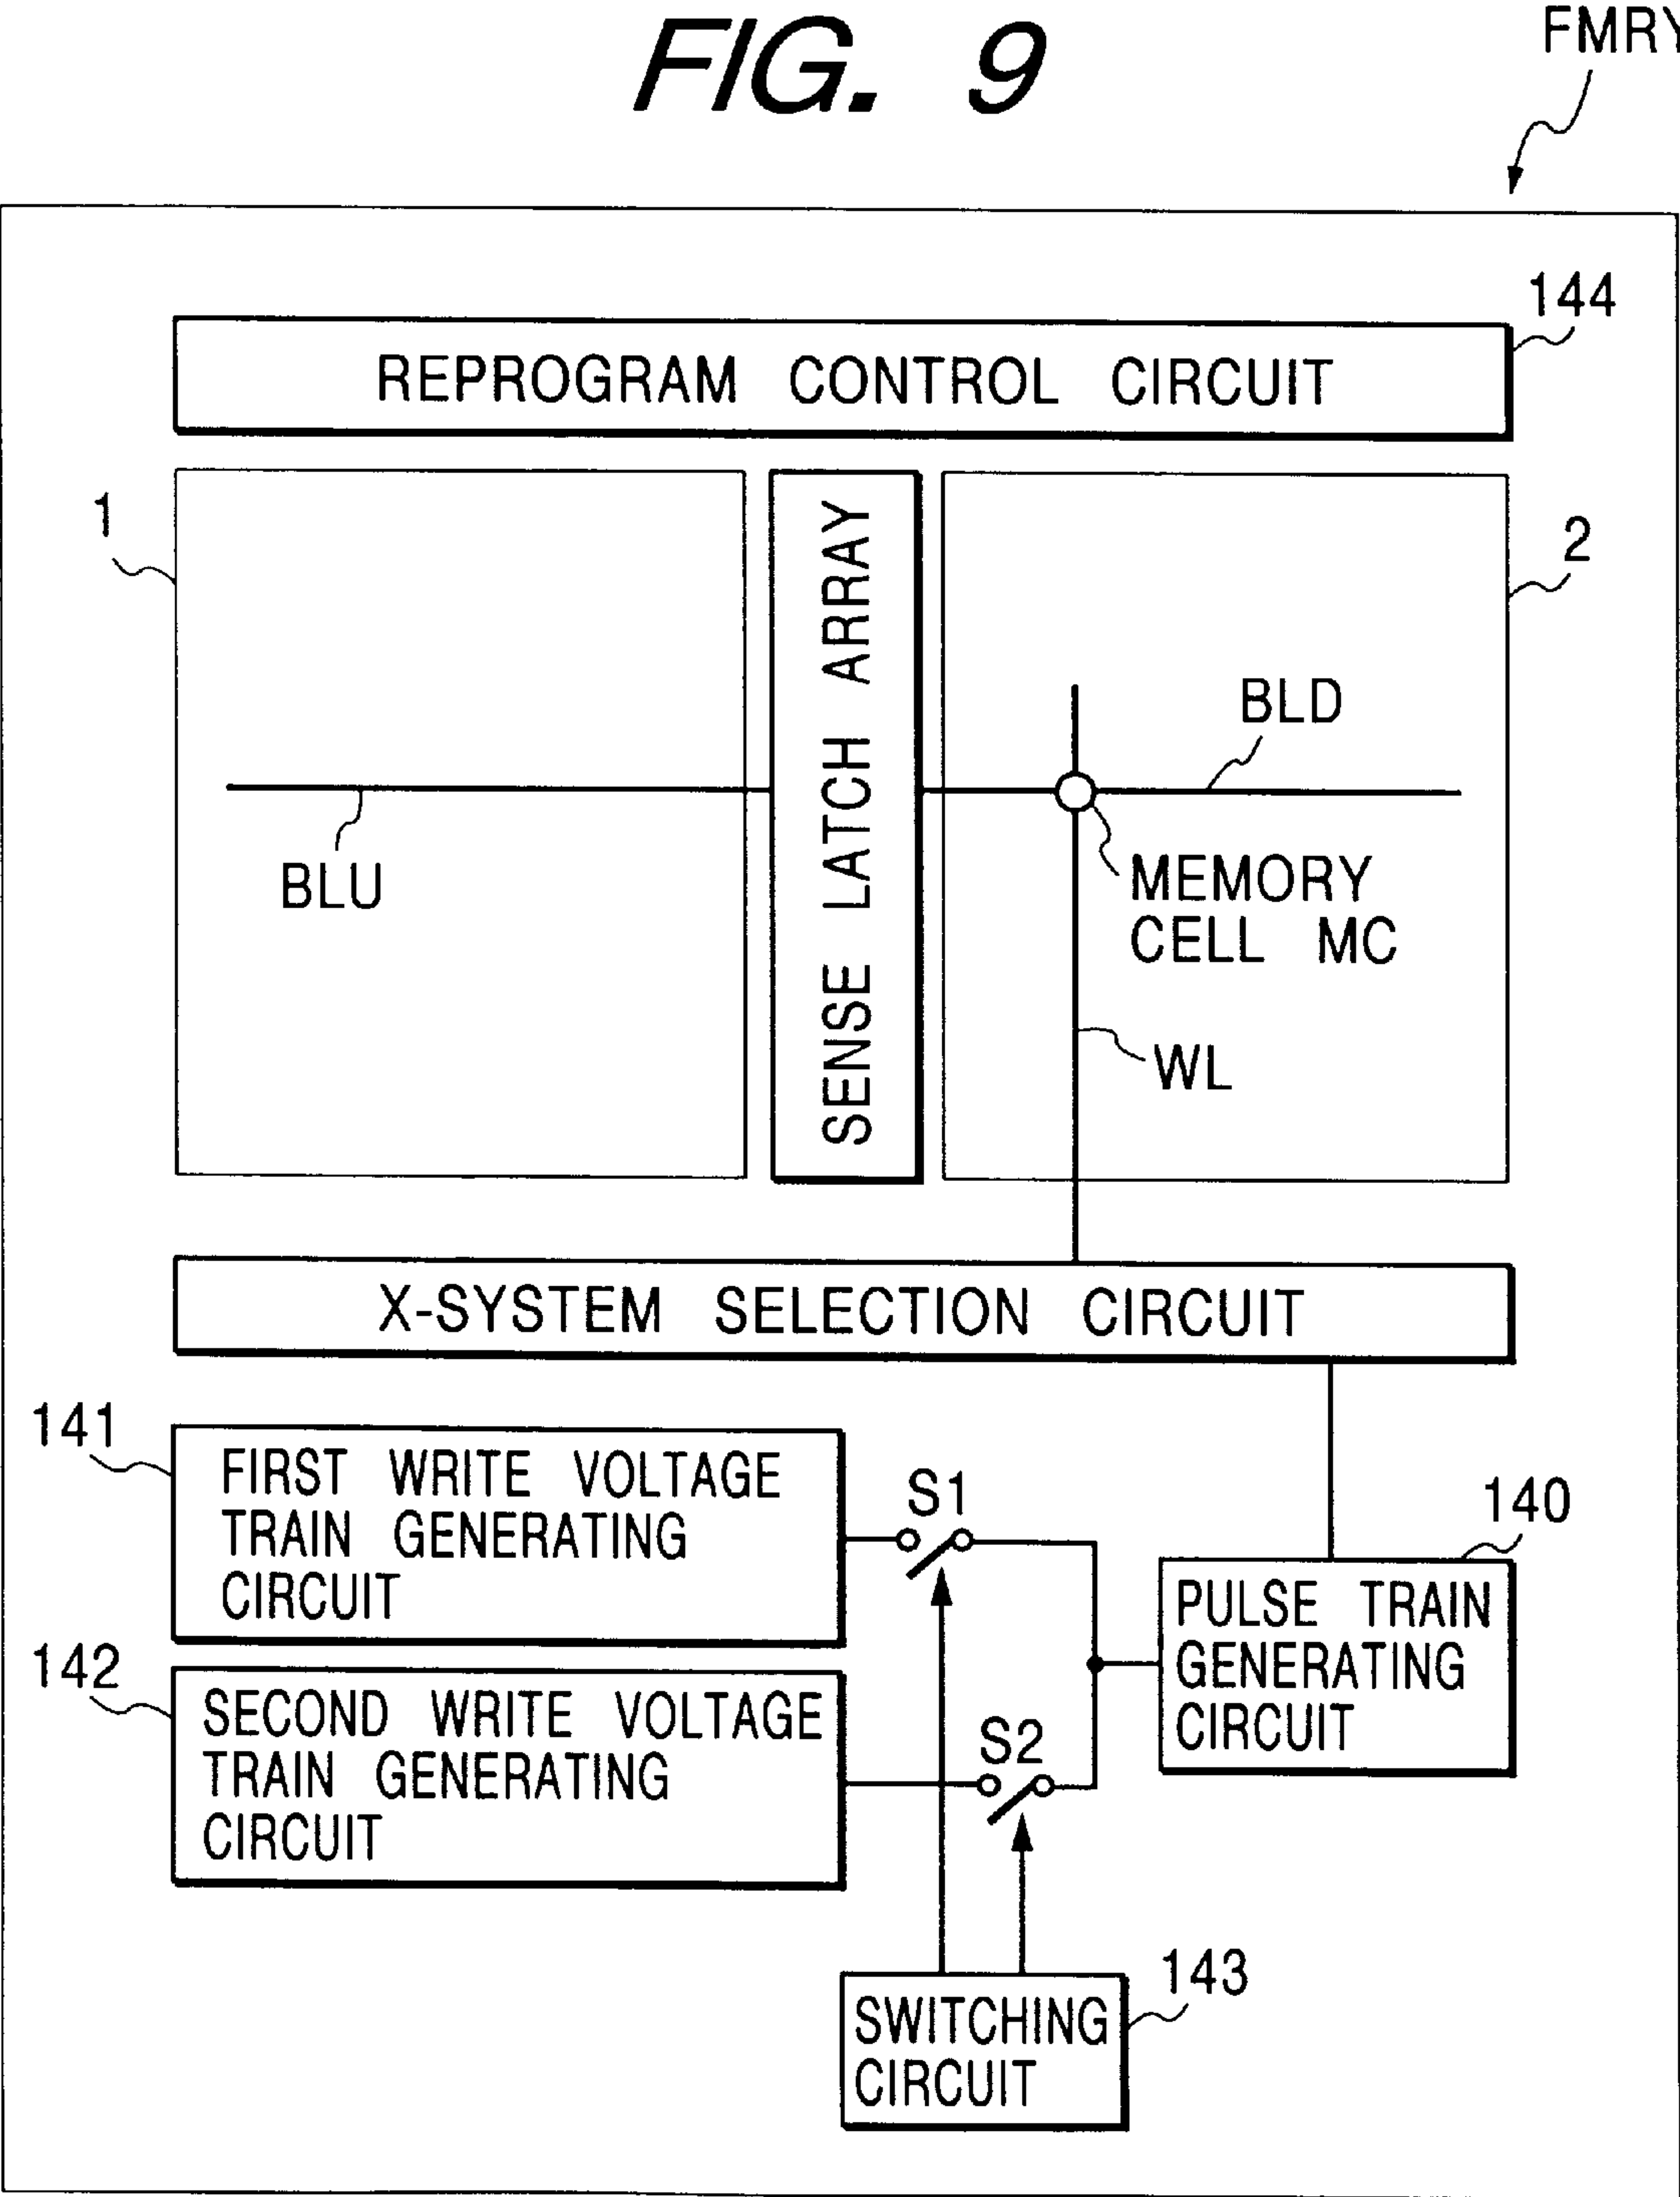 FIG. 9
FMRY
144
REPROGRAM CONTROL CIRCUIT
1
SENSE LATCH ARRAY
2
BLD
BLU
MEMORY
CELL MC
WL
X-SYSTEM SELECTION CIRCUIT
141
FIRST WRITE VOLTAGE
TRAIN GENERATING
CIRCUIT
S1
140
PULSE TRAIN
GENERATING
CIRCUIT
142
SECOND WRITE VOLTAGE
TRAIN GENERATING
CIRCUIT
S2
143
SWITCHING
CIRCUIT